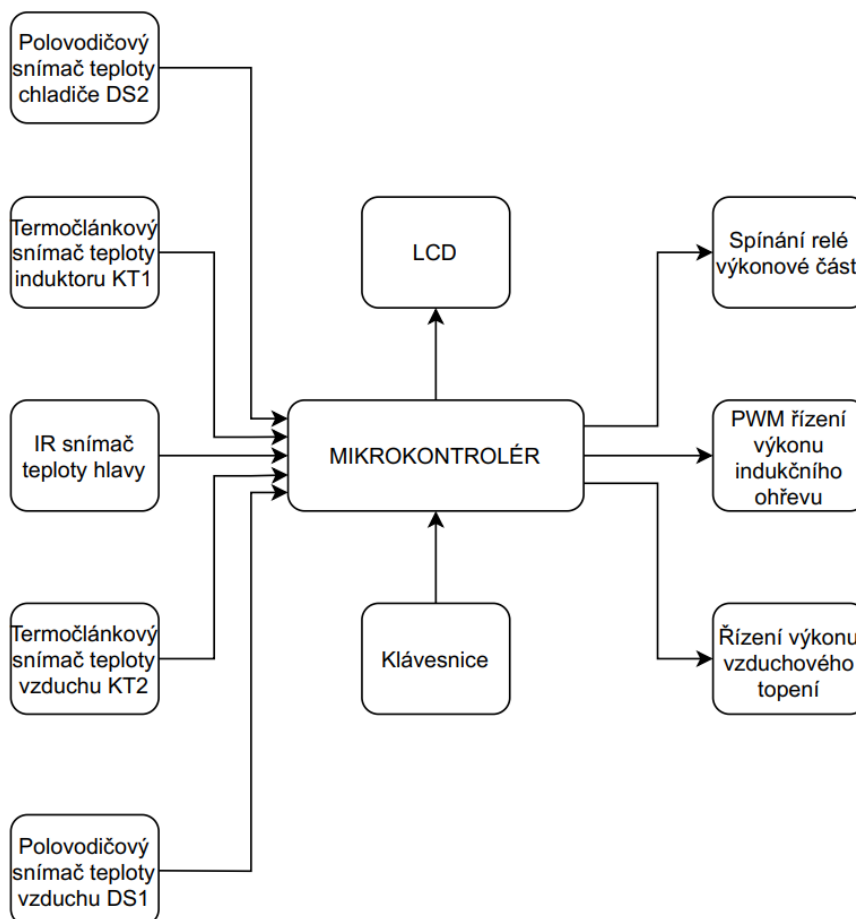 Polovodičový
snímač teploty
chladiče DS2
Termočlánkový
snímač teploty
induktoru KT1
LCD
Spínání relé
výkonové část
IR snímač
teploty hlavy
MIKROKONTROLÉR
PWM řízení
výkonu
indukčního
ohřevu
Termočlánkový
snímač teploty
vzduchu KT2
Klávesnice
Řízení výkonu
vzduchového
topení
Polovodičový
snímač teploty
vzduchu DS1